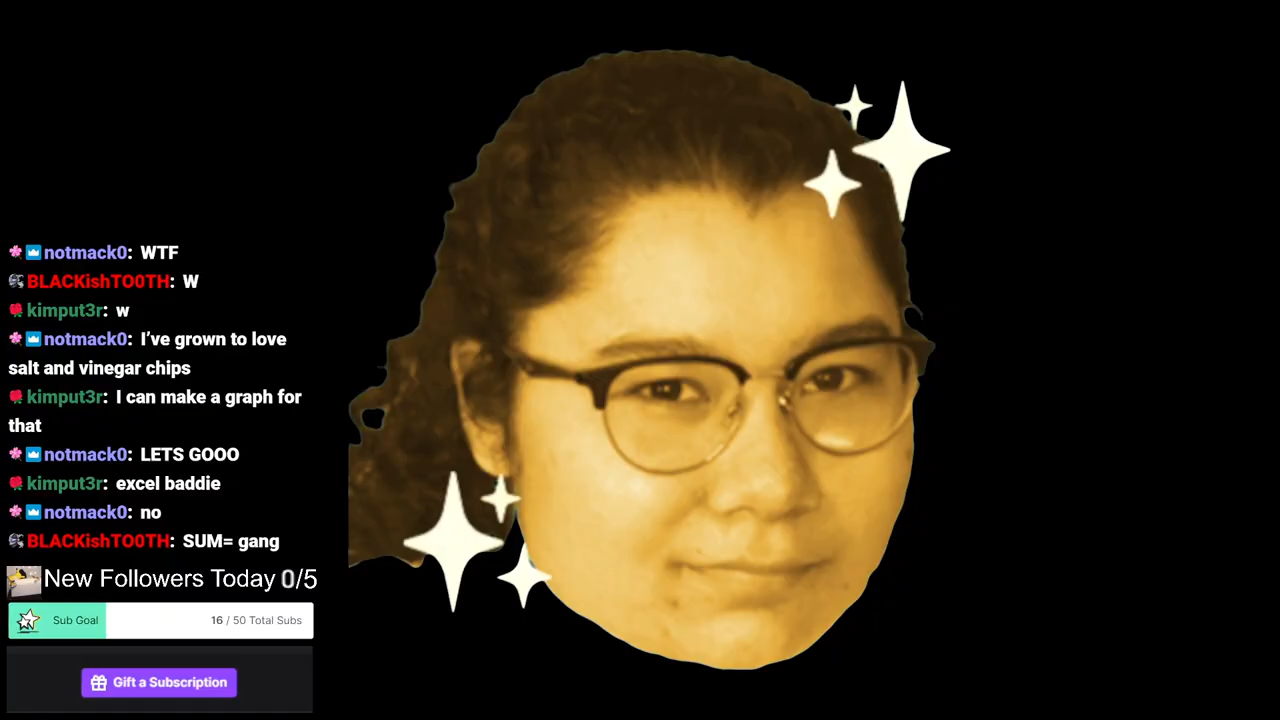 notmack0: WTF
BLACKishTO0TH: W
kimput3r: w
notmack0: I’ve grown to love
salt and vinegar chips
kimput3r: I can make a graph for
that
notmack0: LETS GOOO
kimput3r: excel baddie
notmack0: no
BLACKishTO0TH: SUM= gang
New Followers Today 0/5
Sub Goal 16 / 50 Total Subs
Gift a Subscription